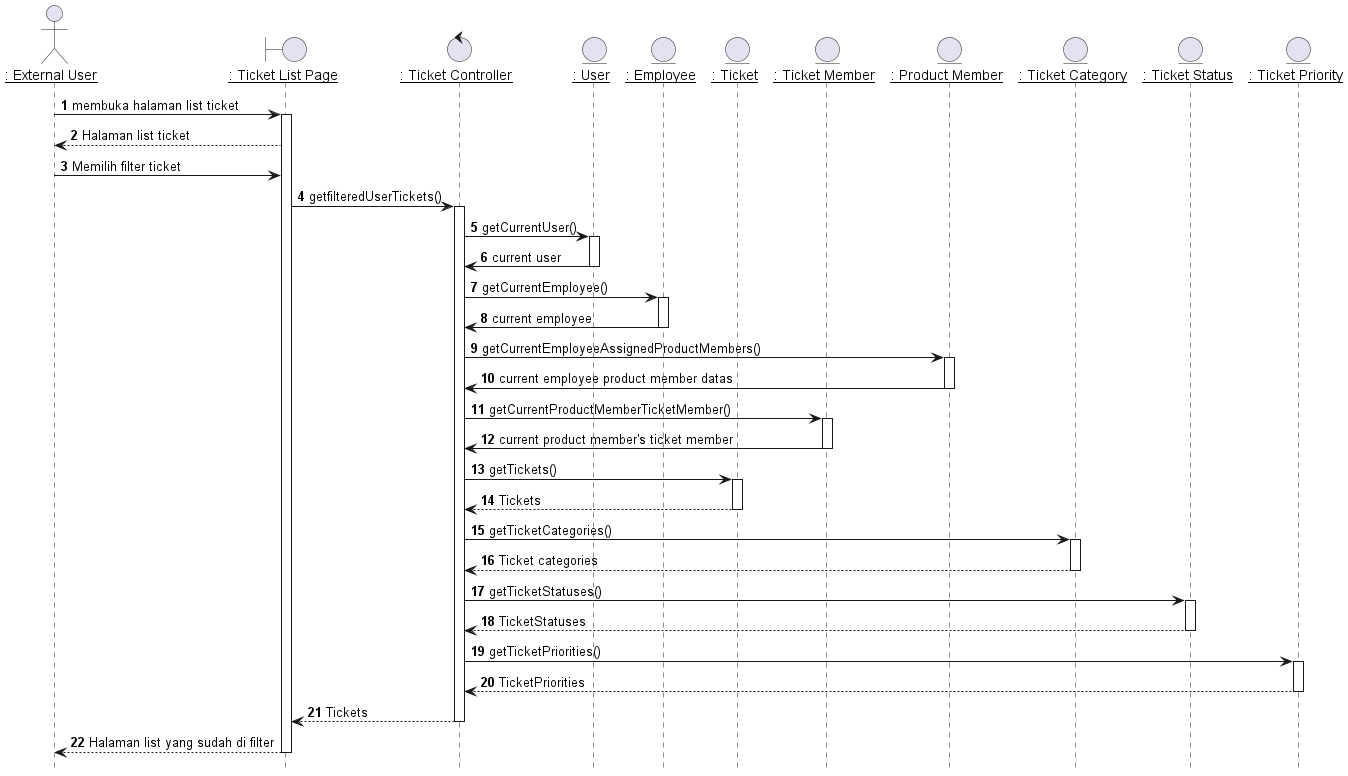 : External User
: Ticket List Page
: Ticket Controller
: User
: Employee
: Ticket
: Ticket Member
: Product Member
: Ticket Category
: Ticket Status
: Ticket Priority
1 membuka halaman list ticket
2 Halaman list ticket
3 Memilih filter ticket
4 getfilteredUserTickets()
5 getCurrentUser()
6 current user
7 getCurrentEmployee()
8 current employee
9 getCurrentEmployeeAssignedProductMembers()
10 current employee product member datas
11 getCurrentProductMemberTicketMember()
12 current product member's ticket member
13 getTickets()
14 Tickets
15 getTicketCategories()
16 Ticket categories
17 getTicketStatuses()
18 TicketStatuses
19 getTicketPriorities()
20 TicketPriorities
21 Tickets
22 Halaman list yang sudah di filter